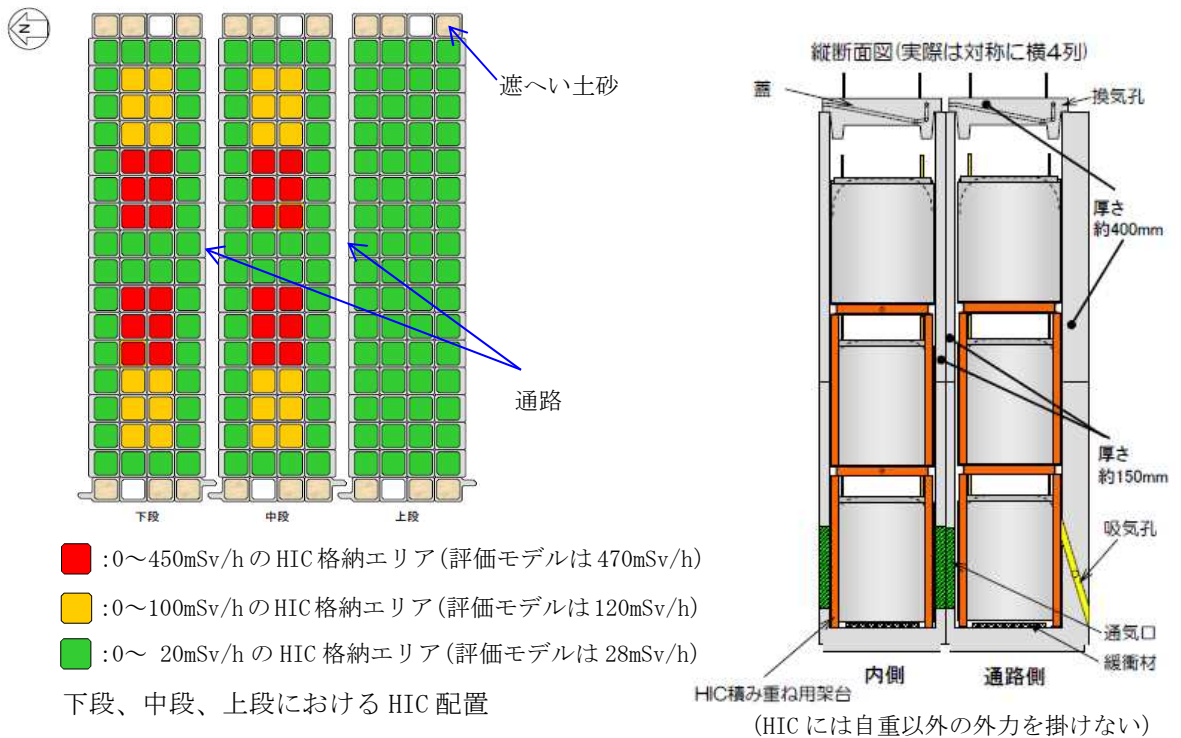 N
遮へい土砂
通路
下段
中段
上段
:0～450mSv/hのHIC格納エリア(評価モデルは470mSv/h)
:0～100mSv/hのHIC格納エリア(評価モデルは120mSv/h)
:0～ 20mSv/hのHIC格納エリア(評価モデルは28mSv/h)
下段、中段、上段におけるHIC配置
縦断面図(実際は対称に横4列)
蓋
換気孔
厚さ
約400mm
厚さ
約150mm
吸気孔
通気口
緩衝材
内側
通路側
HIC積み重ね用架台
(HICには自重以外の外力を掛けない)